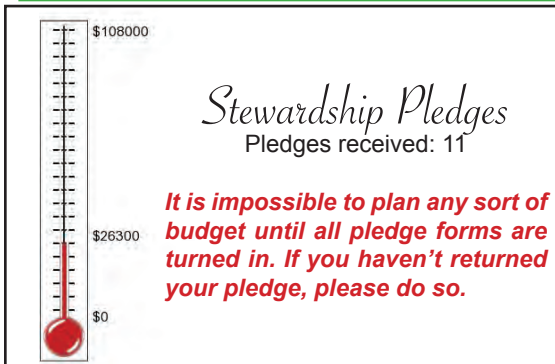 $108000
Stewardship Pledges
Pledges received: 11
It is impossible to plan any sort of
budget until all pledge forms are
turned in. If you haven’t returned
your pledge, please do so.
$26300
$0